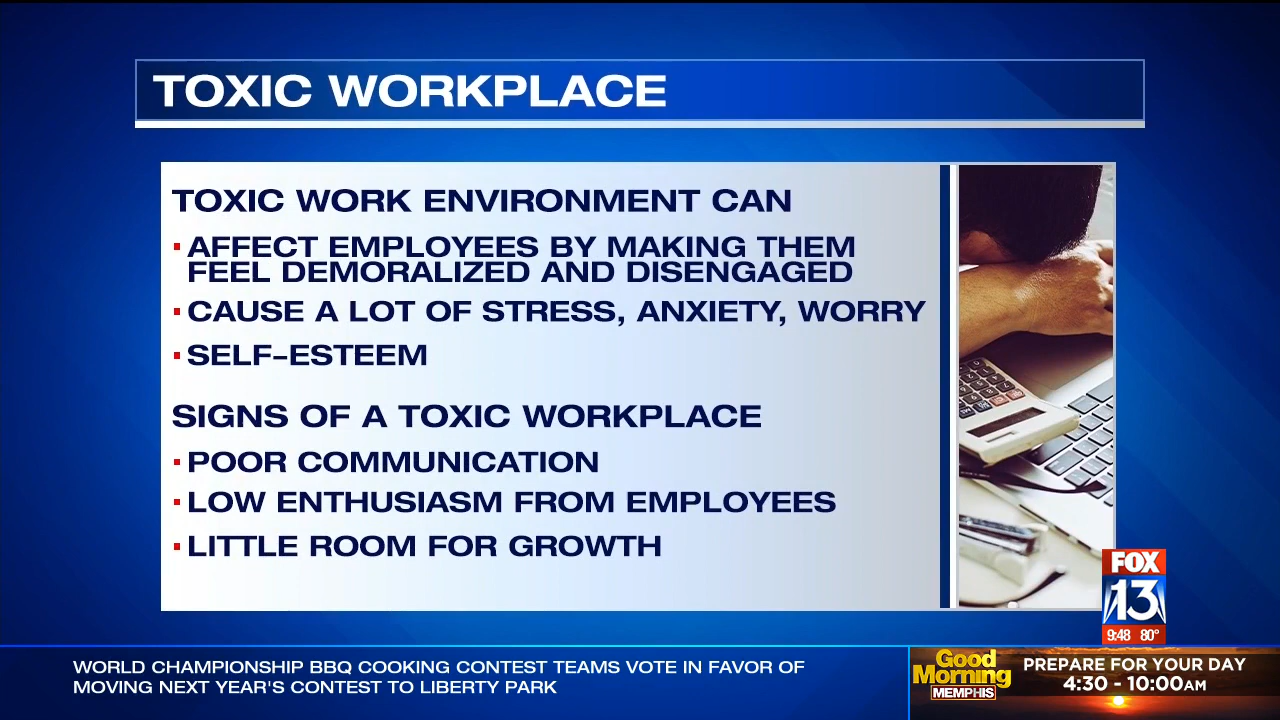 TOXIC WORKPLACE
TOXIC WORK ENVIRONMENT CAN
▪ AFFECT EMPLOYEES BY MAKING THEM
FEEL DEMORALIZED AND DISENGAGED
▪ CAUSE A LOT OF STRESS, ANXIETY, WORRY
▪ SELF-ESTEEM
SIGNS OF A TOXIC WORKPLACE
▪ POOR COMMUNICATION
▪ LOW ENTHUSIASM FROM EMPLOYEES
▪ LITTLE ROOM FOR GROWTH
FOX
13
9:48 80°
WORLD CHAMPIONSHIP BBQ COOKING CONTEST TEAMS VOTE IN FAVOR OF
MOVING NEXT YEAR'S CONTEST TO LIBERTY PARK
Good
Morning
MEMPHIS
PREPARE FOR YOUR DAY
4:30 - 10:00AM